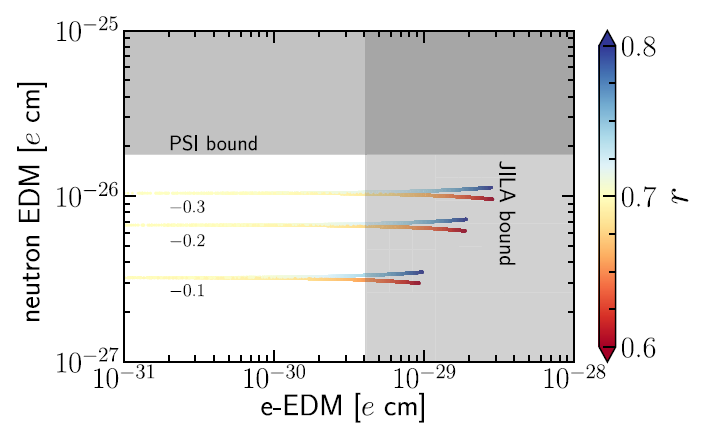 10⁻²⁵
10⁻²⁶
10⁻²⁷
neutron EDM [e cm]
PSI bound
JILA bound
−0.3
−0.2
−0.1
10⁻³¹
10⁻³⁰
10⁻²⁹
10⁻²⁸
e-EDM [e cm]
0.8
0.7
0.6
r